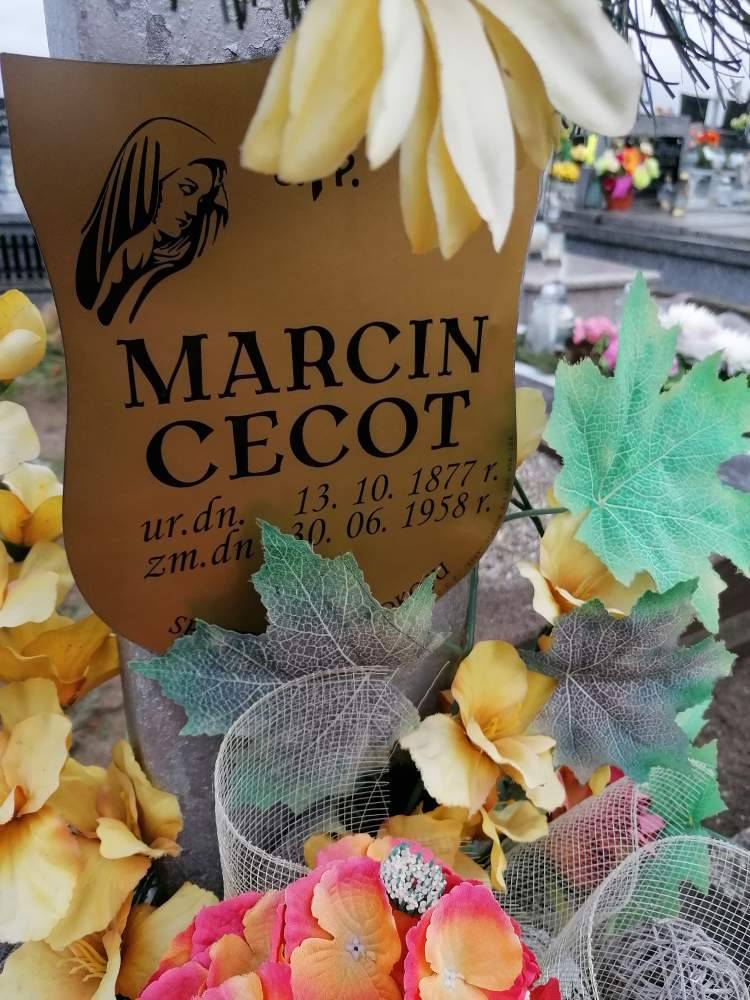 MARCIN
CECOT
ur.dn. 13. 10. 1877 r.
zm.dn 30. 06. 1958 r.